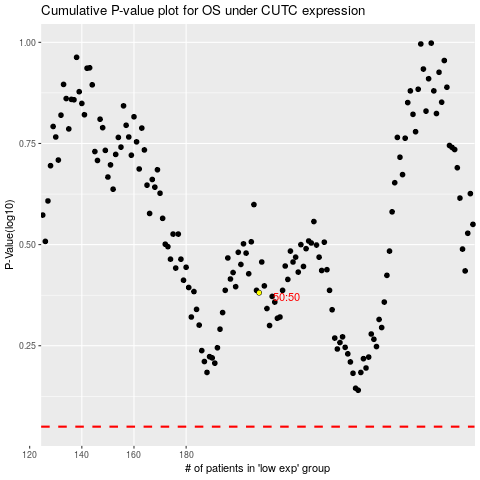 Cumulative P-value plot for OS under CUTC expression
P-Value(log10)
1.00
0.75
0.50
0.25
50:50
120 140 160 180
# of patients in 'low exp' group